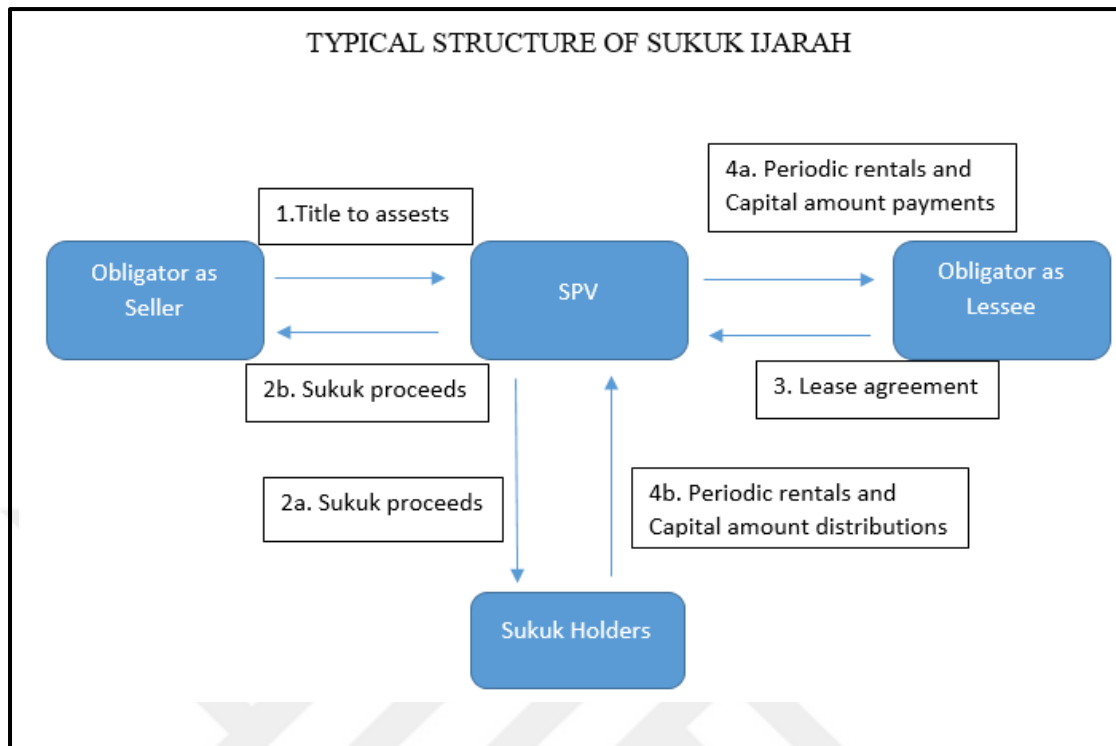 TYPICAL STRUCTURE OF SUKUK IJARAH
4a. Periodic rentals and
Capital amount payments
1.Title to assests
Obligator as
Seller
SPV
Obligator as
Lessee
2b. Sukuk proceeds
3. Lease agreement
2a. Sukuk proceeds
4b. Periodic rentals and
Capital amount distributions
Sukuk Holders